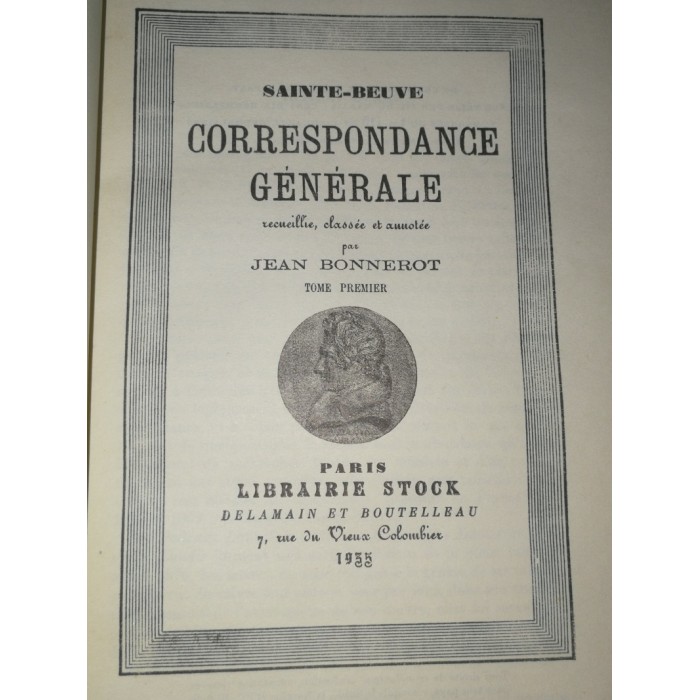 SAINTE-BEUVE
CORRESPONDANCE
GÉNÉRALE
recueillie, classée et annotée
par
JEAN BONNEROT
TOME PREMIER
PARIS
LIBRAIRIE STOCK
DELAMAIN ET BOUTELLEAU
7, rue du Vieux Colombier
1935